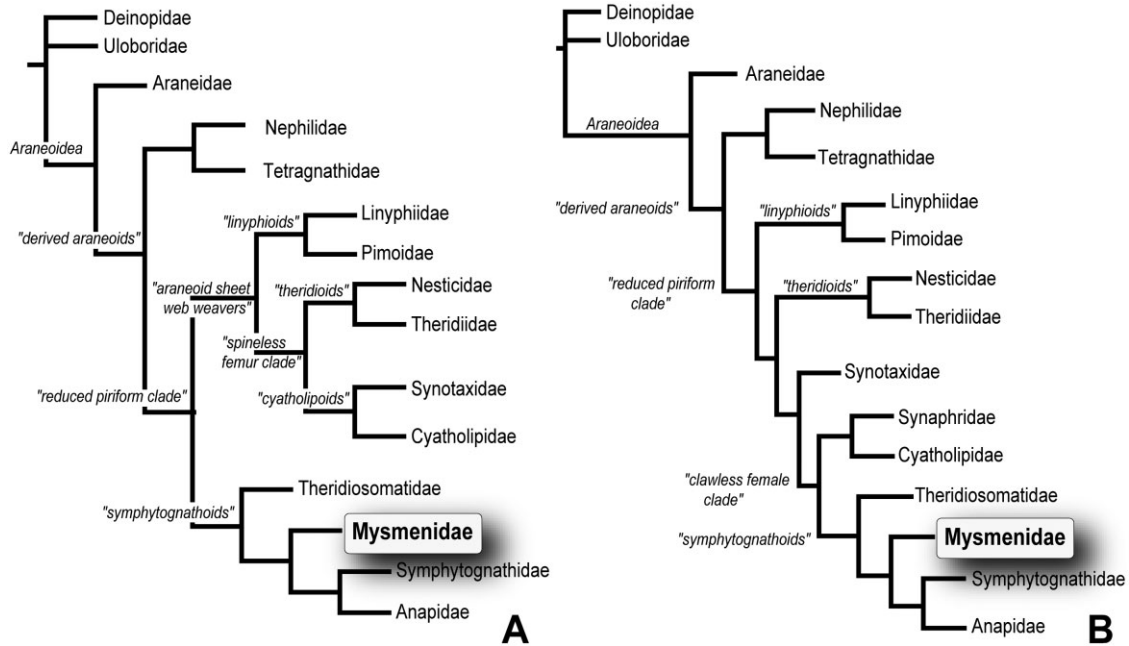 Deinopidae
Uloboridae
Araneidae
Araneoidea
Nephilidae
Tetragnathidae
"derived araneoids"
"linyphioids"
Linyphiidae
Pimoidae
"araneoid sheet
web weavers"
"theridioids"
Nesticidae
Theridiidae
"spineless
femur clade"
"reduced piriform clade"
"cyatholipoids"
Synotaxidae
Cyatholipidae
Theridiosomatidae
"symphytognathoids"
Mysmenidae
Symphytognathidae
Anapidae
A
Deinopidae
Uloboridae
Araneidae
Araneoidea
Nephilidae
Tetragnathidae
"derived araneoids"
"linyphioids"
Linyphiidae
Pimoidae
"reduced piriform
clade"
"theridioids"
Nesticidae
Theridiidae
Synotaxidae
Synaphridae
Cyatholipidae
"clawless female
clade"
Theridiosomatidae
"symphytognathoids"
Mysmenidae
Symphytognathidae
Anapidae
B